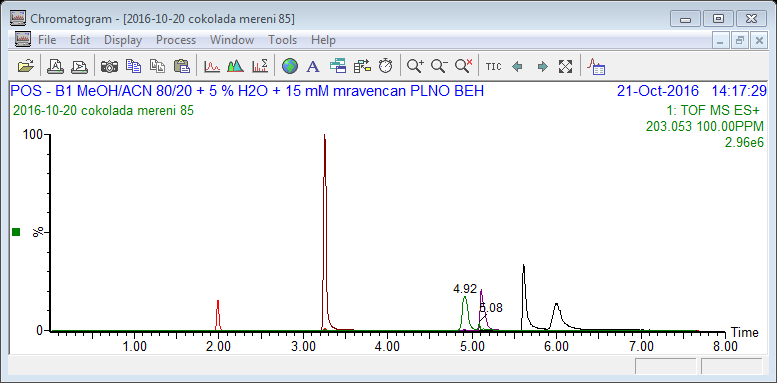 Chromatogram - [2016-10-20 cokolada mereni 85]
File Edit Display Process Window Tools Help
TIC
POS - B1 MeOH/ACN 80/20 + 5 % H2O + 15 mM mravencan PLNO BEH 21-Oct-2016 14:17:29
2016-10-20 cokolada mereni 85 1: TOF MS ES+
203.053 100.00PPM
2.96e6
100
%
4.92
5.08
0
Time
1.00 2.00 3.00 4.00 5.00 6.00 7.00 8.00